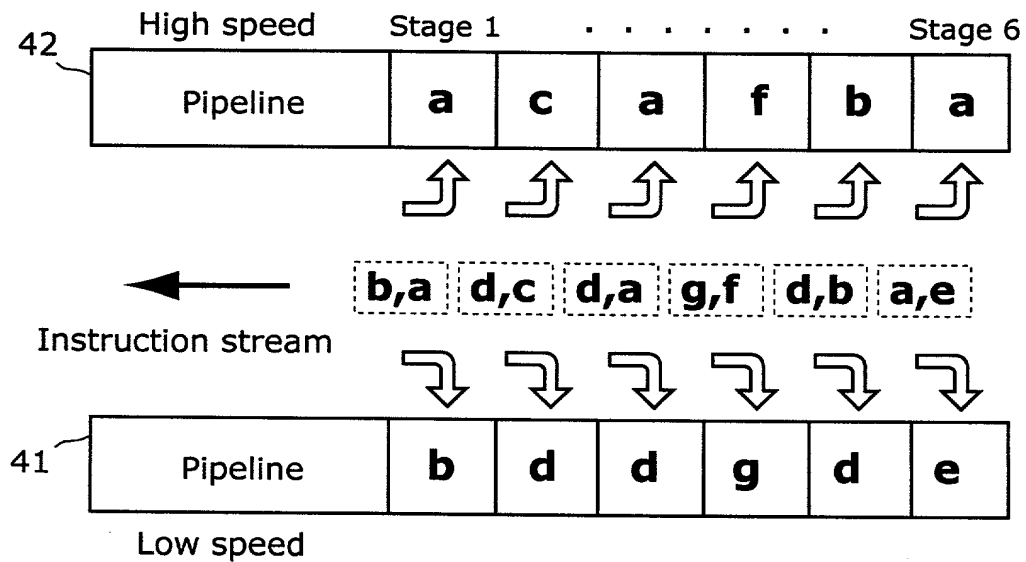 High speed Stage 1 . . . . . . . Stage 6
42
Pipeline a c a f b a
b,a d,c d,a g,f d,b a,e
Instruction stream
41
Pipeline b d d g d e
Low speed